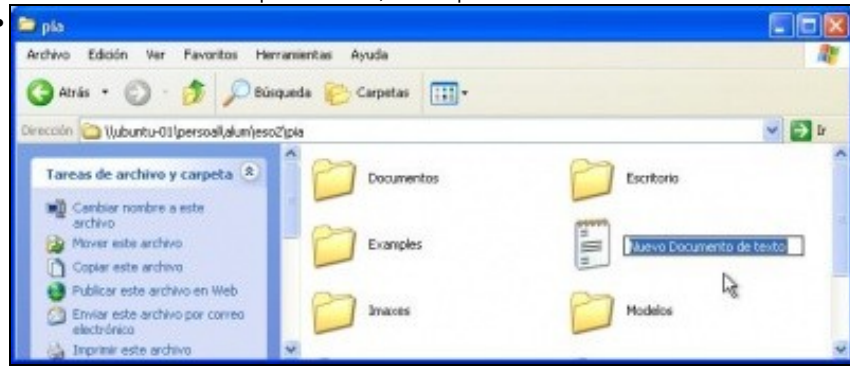 pía
Archivo Edición Ver Favoritos Herramientas Ayuda
Atrás Búsqueda Carpetas
Dirección \\ubuntu-01\persoal\alum\eso2\pia Ir
Tareas de archivo y carpeta
Cambiar nombre a este
archivo
Mover este archivo
Copiar este archivo
Publicar este archivo en Web
Enviar este archivo por correo
electrónico
Imprimir este archivo
Documentos
Escritorio
Examples
Nuevo Documento de texto
Imaxes
Modelos